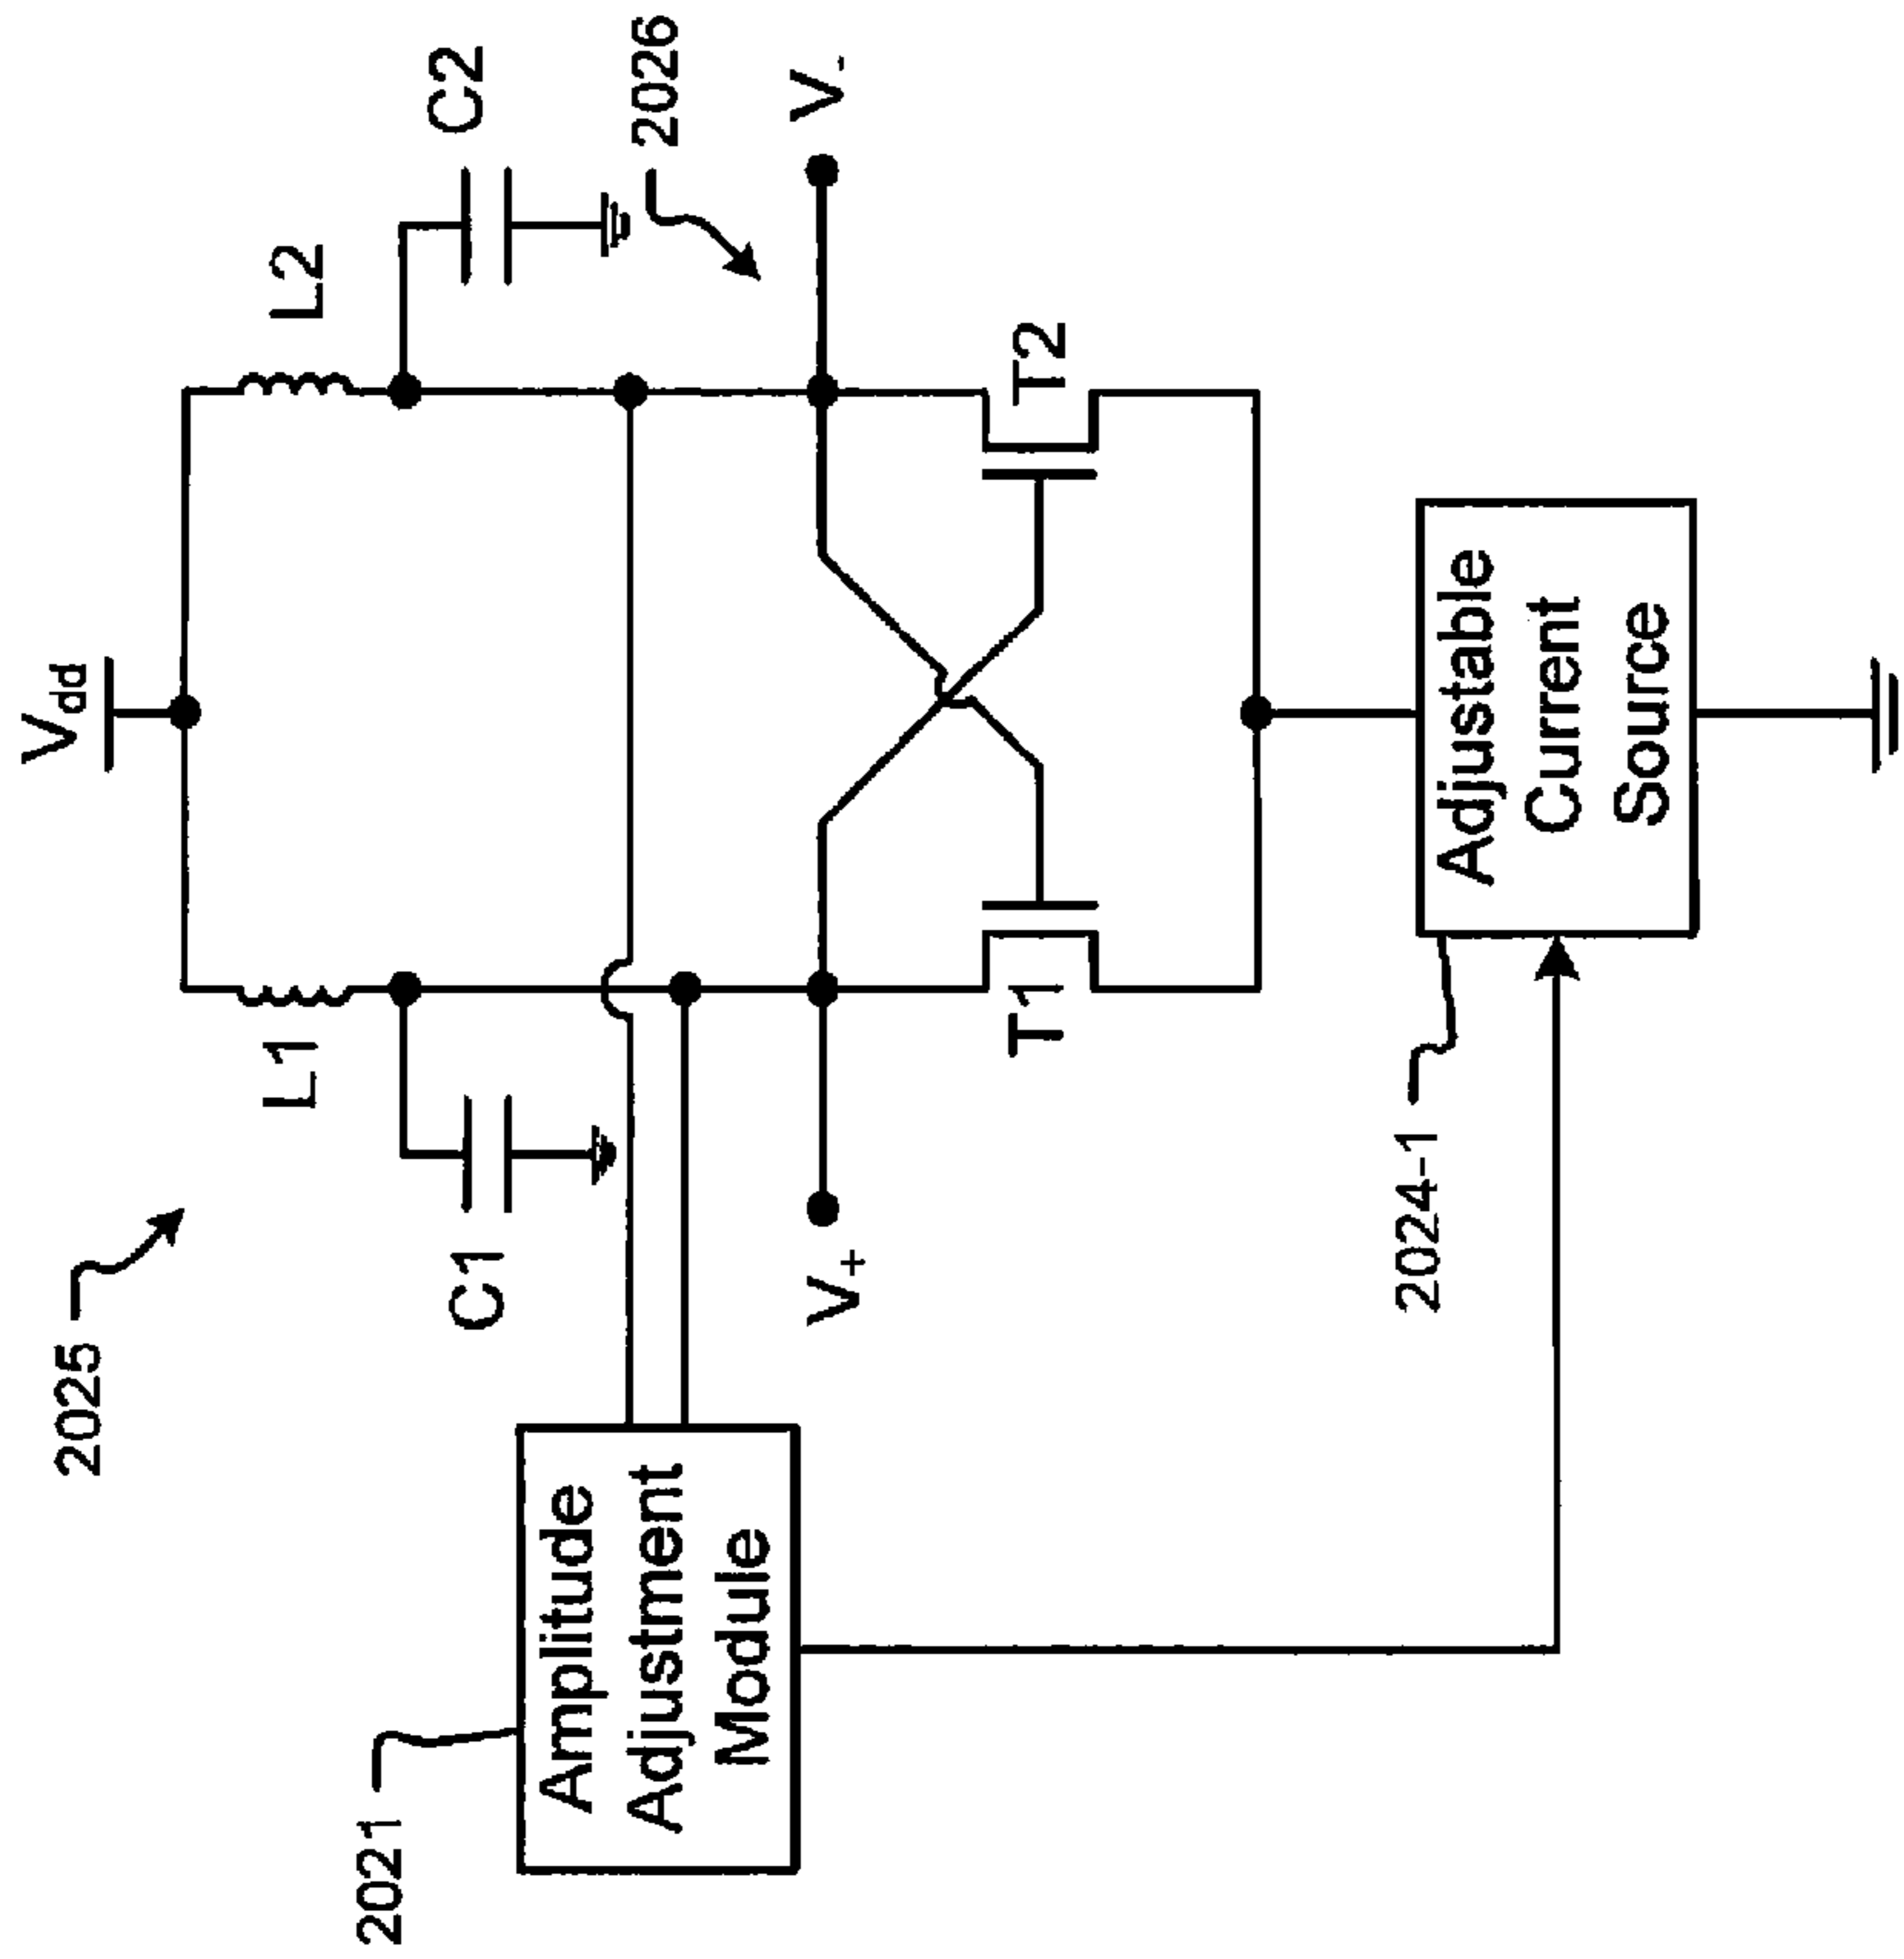 2025
Vdd
L1
L2
C1
C2
2026
2021
Amplitude
Adjustment
Module
V+
V-
T1
T2
2024-1
Adjustable
Current
Source